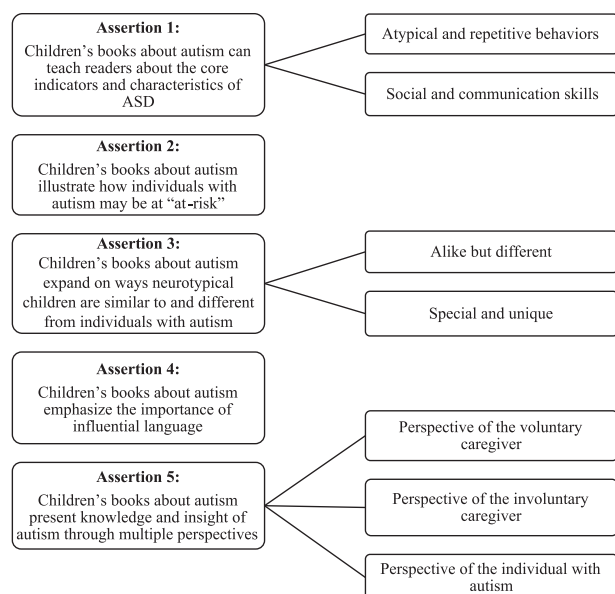 Assertion 1:
Children's books about autism can
teach readers about the core
indicators and characteristics of
ASD
Atypical and repetitive behaviors
Social and communication skills
Assertion 2:
Children's books about autism
illustrate how individuals with
autism may be at “at-risk”
Assertion 3:
Children's books about autism
expand on ways neurotypical
children are similar to and different
from individuals with autism
Alike but different
Special and unique
Assertion 4:
Children's books about autism
emphasize the importance of
influential language
Assertion 5:
Children's books about autism
present knowledge and insight of
autism through multiple perspectives
Perspective of the voluntary
caregiver
Perspective of the involuntary
caregiver
Perspective of the individual with
autism